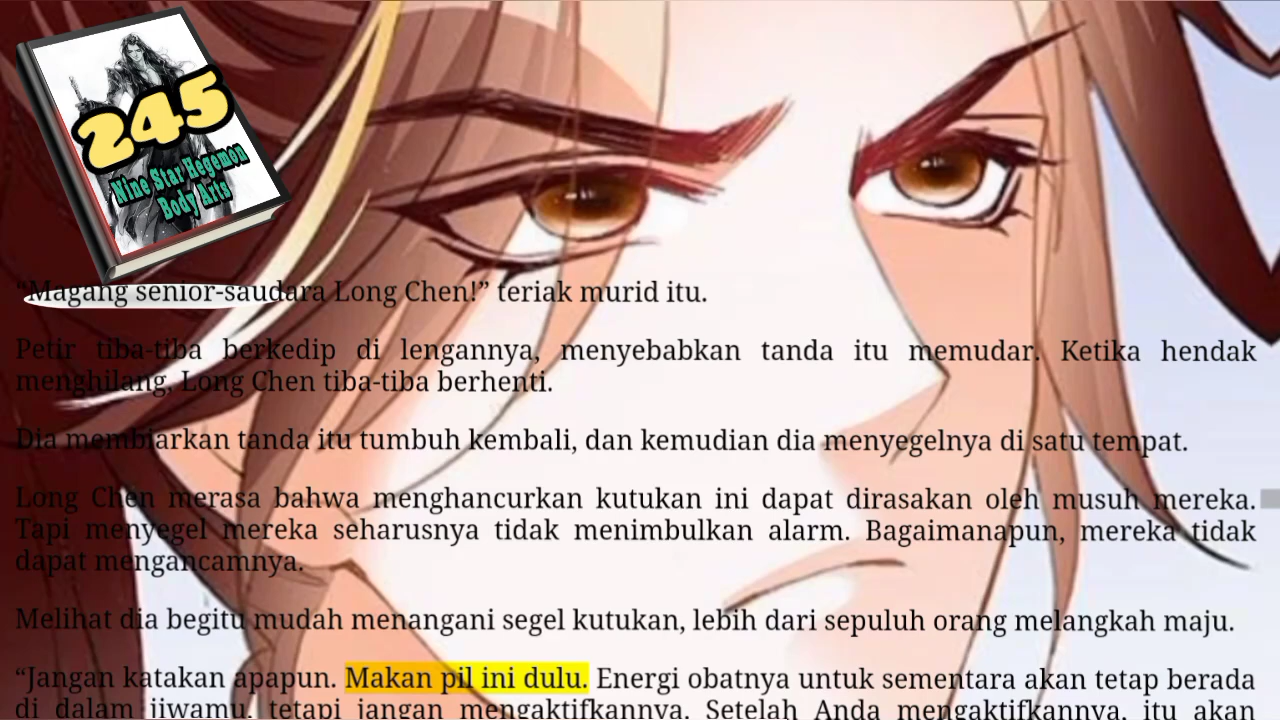 245
Nine Star Hegemon
Body Arts
“Magang senior-saudara Long Chen!” teriak murid itu.
Petir tiba-tiba berkedip di lengannya, menyebabkan tanda itu memudar. Ketika hendak
menghilang, Long Chen tiba-tiba berhenti.
Dia membiarkan tanda itu tumbuh kembali, dan kemudian dia menyegelnya di satu tempat.
Long Chen merasa bahwa menghancurkan kutukan ini dapat dirasakan oleh musuh mereka.
Tapi menyegel mereka seharusnya tidak menimbulkan alarm. Bagaimanapun, mereka tidak
dapat mengancamnya.
Melihat dia begitu mudah menangani segel kutukan, lebih dari sepuluh orang melangkah maju.
“Jangan katakan apapun. Makan pil ini dulu. Energi obatnya untuk sementara akan tetap berada
di dalam jiwamu, tetapi jangan mengaktifkannya. Setelah Anda mengaktifkannya, itu akan